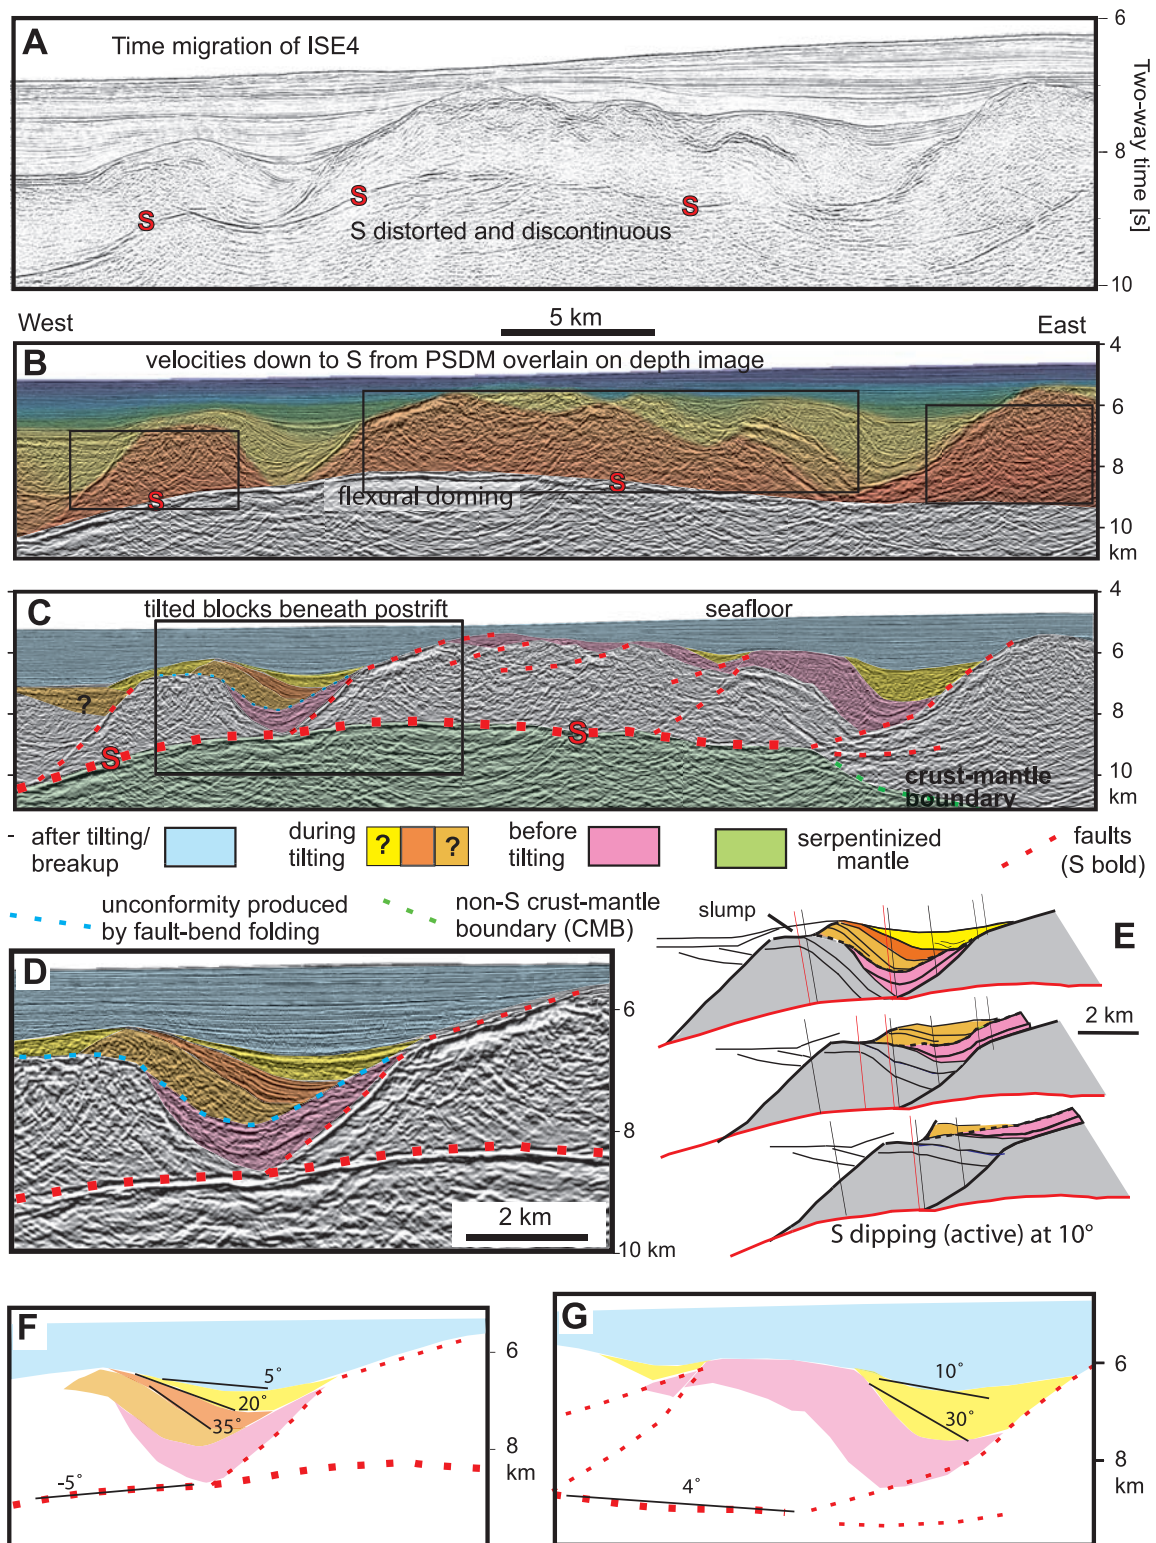 A
Time migration of ISE4
6
8
10
Two-way time [s]
S
S
S
S distorted and discontinuous
West
5 km
East
B
velocities down to S from PSDM overlain on depth image
4
6
8
10
km
S
S
flexural doming
C
tilted blocks beneath postrift
seafloor
4
6
8
10
km
?
S
S
crust-mantle
boundary
after tilting/
breakup
during
tilting
?
?
before
tilting
serpentinized
mantle
faults
(S bold)
unconformity produced
by fault-bend folding
non-S crust-mantle
boundary (CMB)
D
6
8
10 km
2 km
slump
E
2 km
S dipping (active) at 10°
F
5°
20°
35°
-5°
6
8
km
G
10°
30°
4°
6
8
km